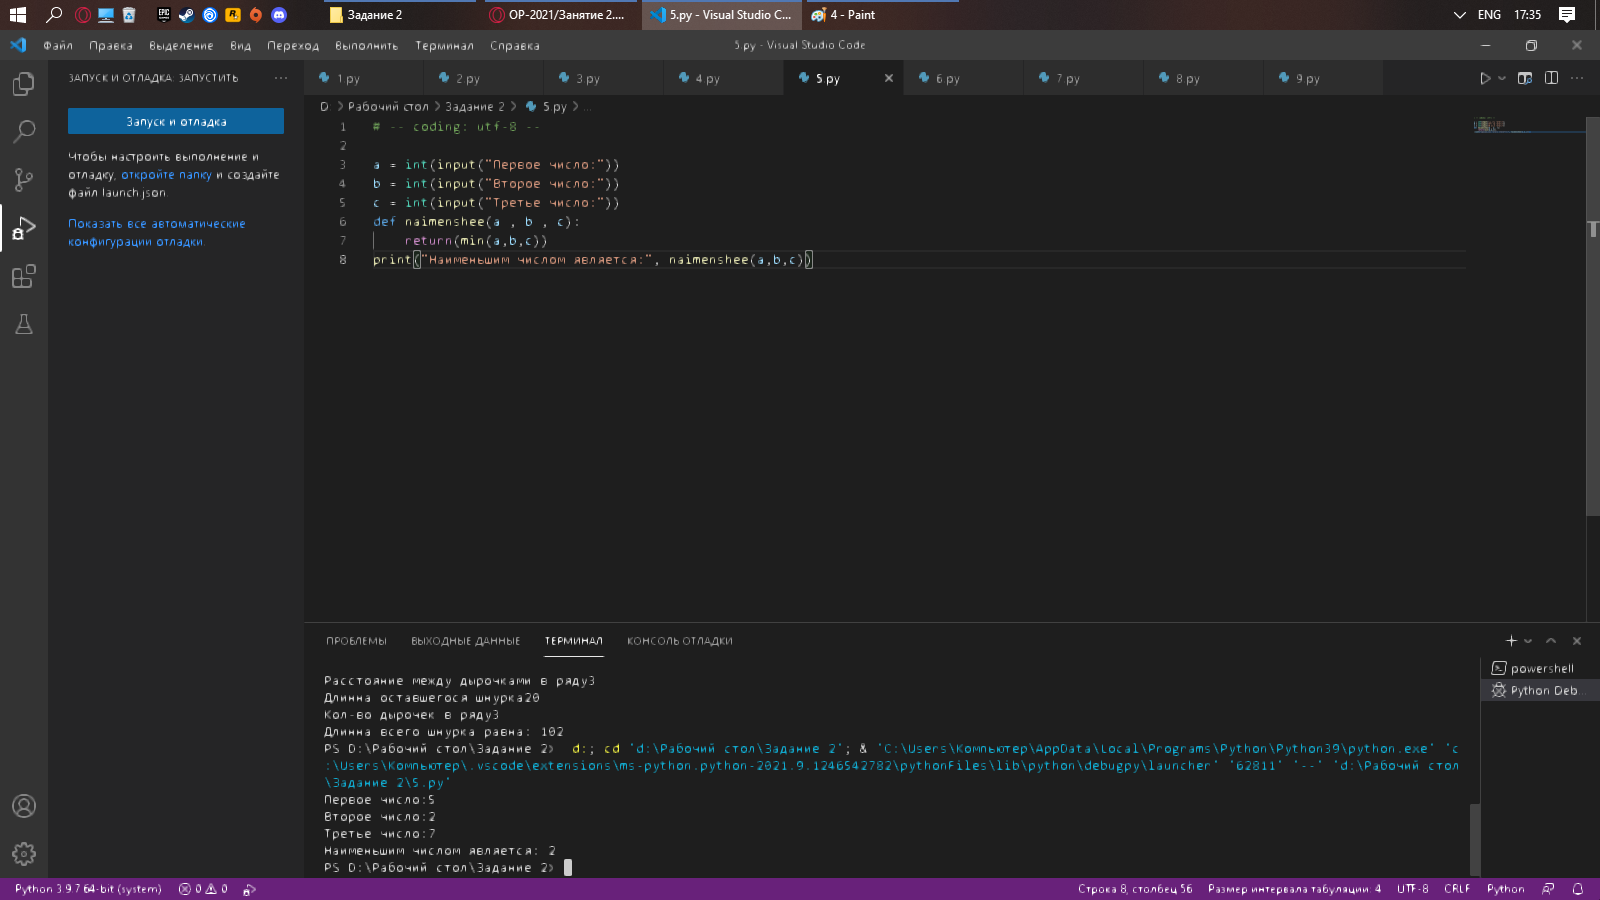 Задание 2
ОР-2021/Занятие 2....
5.py - Visual Studio C...
4 - Paint
ENG
17:35
Файл Правка Выделение Вид Переход Выполнить Терминал Справка
5.py - Visual Studio Code
ЗАПУСК И ОТЛАДКА: ЗАПУСТИТЬ ...
1.py
2.py
3.py
4.py
5.py
6.py
7.py
8.py
9.py
Запуск и отладка
Чтобы настроить выполнение и
отладку, откройте папку и создайте
файл launch.json.
Показать все автоматические
конфигурации отладки.
D: > Рабочий стол > Задание 2 > 5.py > ...
1 # -- coding: utf-8 --
2
3 a = int(input("Первое число:"))
4 b = int(input("Второе число:"))
5 c = int(input("Третье число:"))
6 def naimenshee(a , b , c):
7 return(min(a,b,c))
8 print("Наименьшим числом является:", naimenshee(a,b,c))
ПРОБЛЕМЫ ВЫХОДНЫЕ ДАННЫЕ ТЕРМИНАЛ КОНСОЛЬ ОТЛАДКИ
powershell
Python Deb...
Расстояние между дырочками в ряду3
Длинна оставшегося шнурка20
Кол-во дырочек в ряду3
Длинна всего шнурка равна: 102
PS D:\Рабочий стол\Задание 2>  d:; cd 'd:\Рабочий стол\Задание 2'; & 'C:\Users\Компьютер\AppData\Local\Programs\Python\Python39\python.exe' 'c
:\Users\Компьютер\.vscode\extensions\ms-python.python-2021.9.1246542782\pythonFiles\lib\python\debugpy\launcher' '62811' '--' 'd:\Рабочий стол
\Задание 2\5.py'
Первое число:5
Второе число:2
Третье число:7
Наименьшим числом является: 2
PS D:\Рабочий стол\Задание 2>
Python 3.9.7 64-bit (system)
0 0
Строка 8, столбец 56
Размер интервала табуляции: 4
UTF-8
CRLF
Python